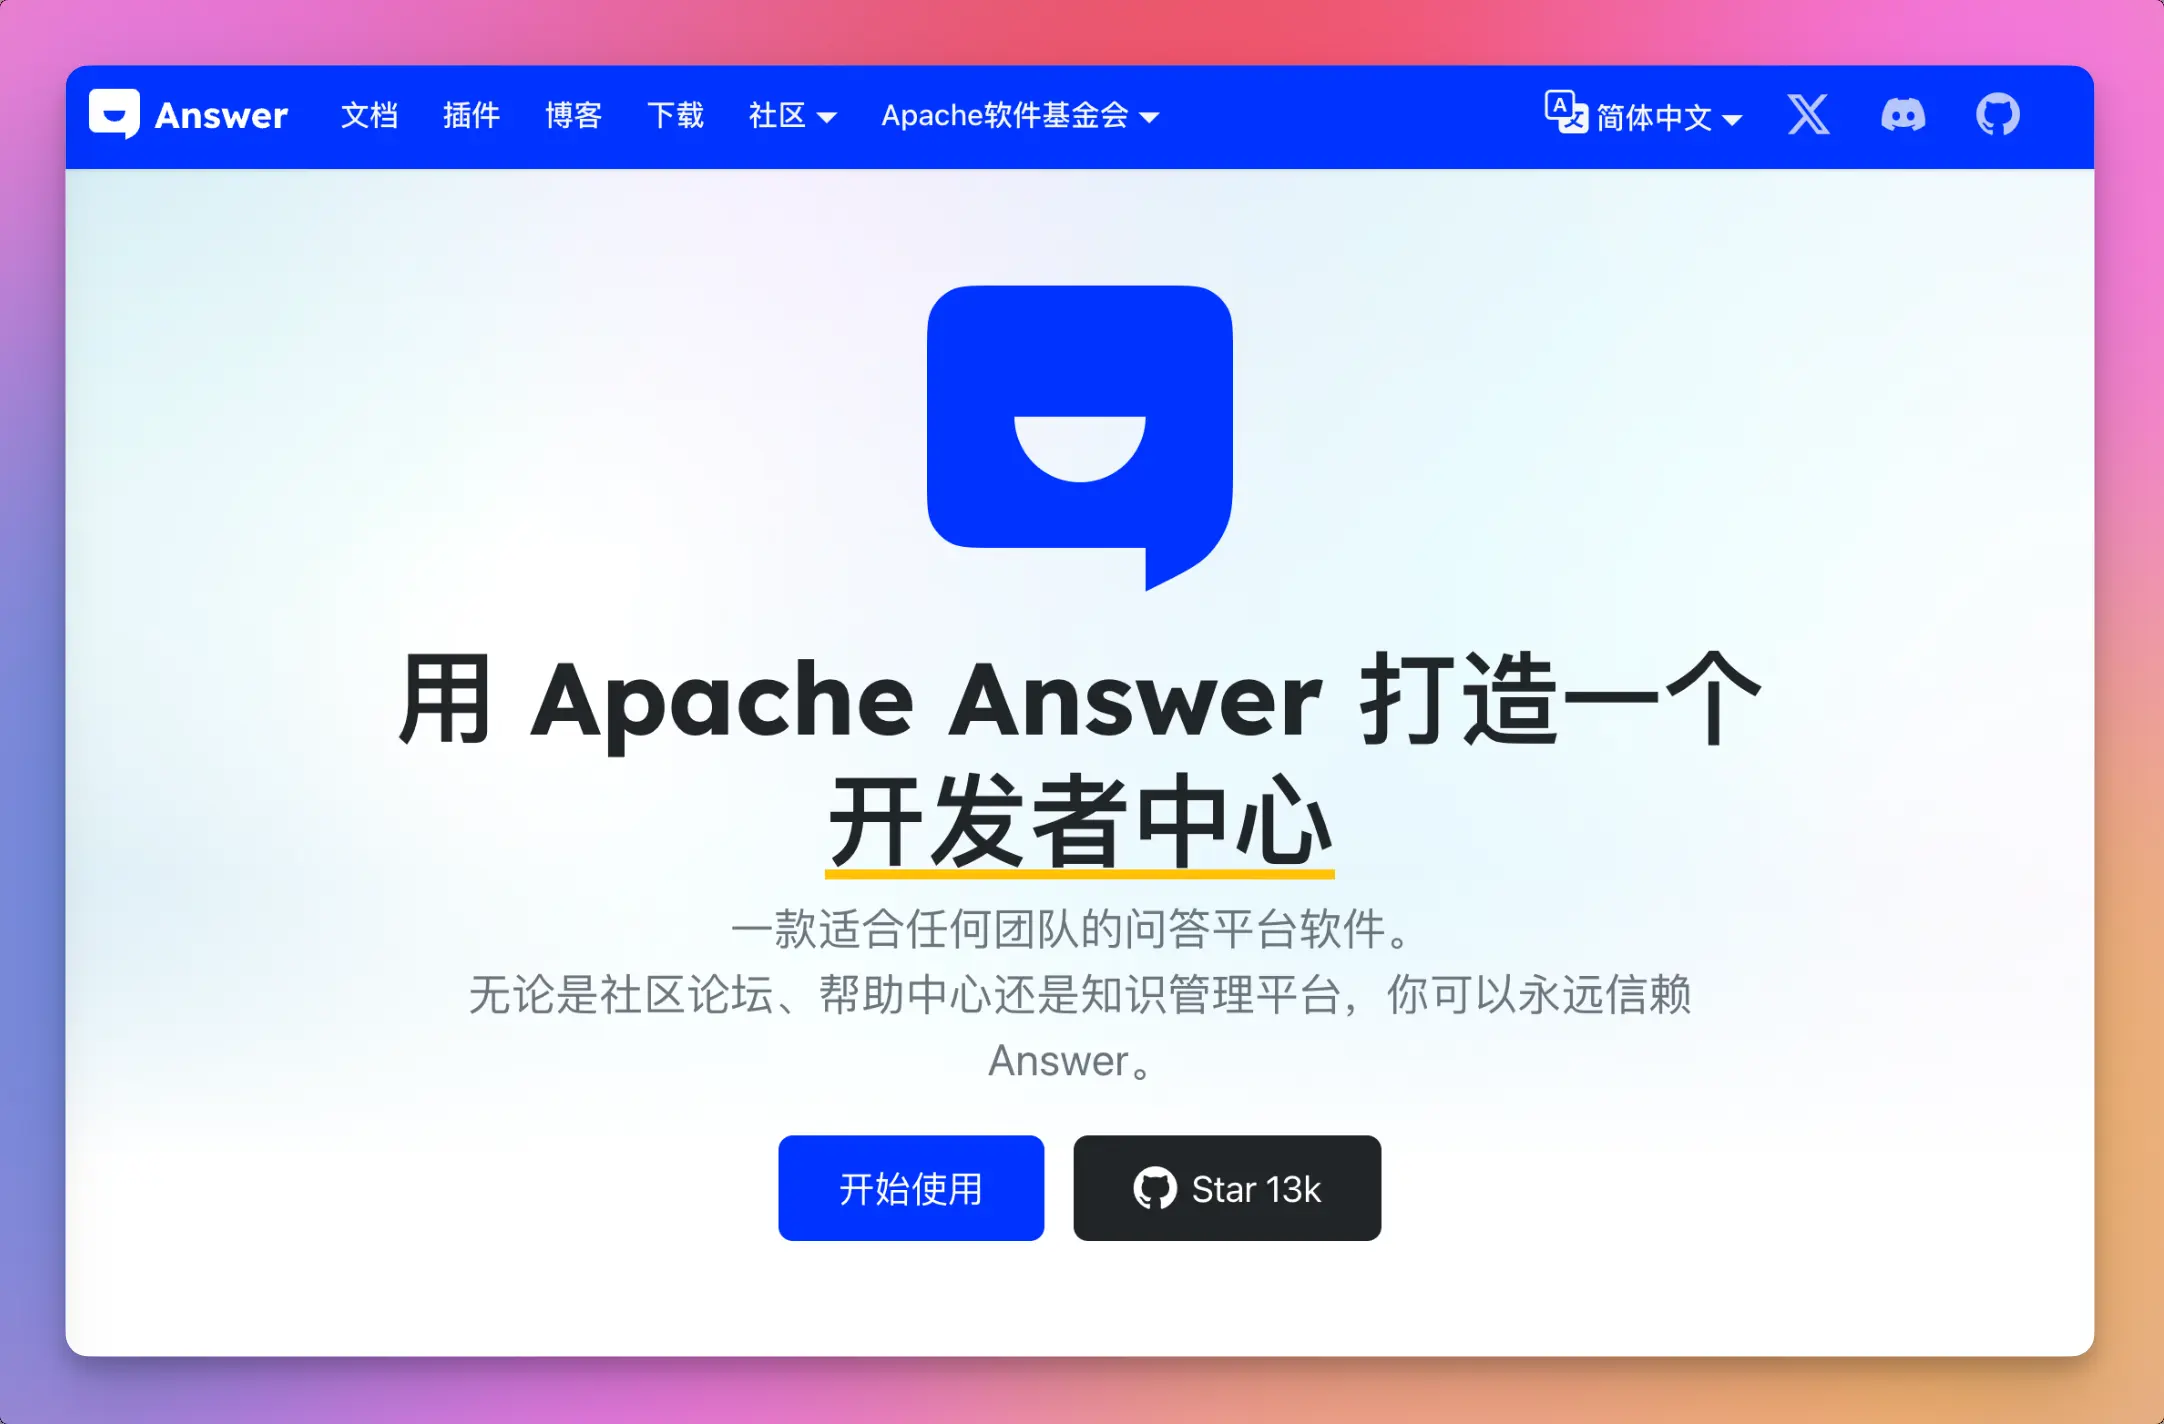 Answer 文档 插件 博客 下载 社区 Apache软件基金会 简体中文
用 Apache Answer 打造一个
开发者中心
一款适合任何团队的问答平台软件。
无论是社区论坛、帮助中心还是知识管理平台，你可以永远信赖
Answer。
开始使用 Star 13k